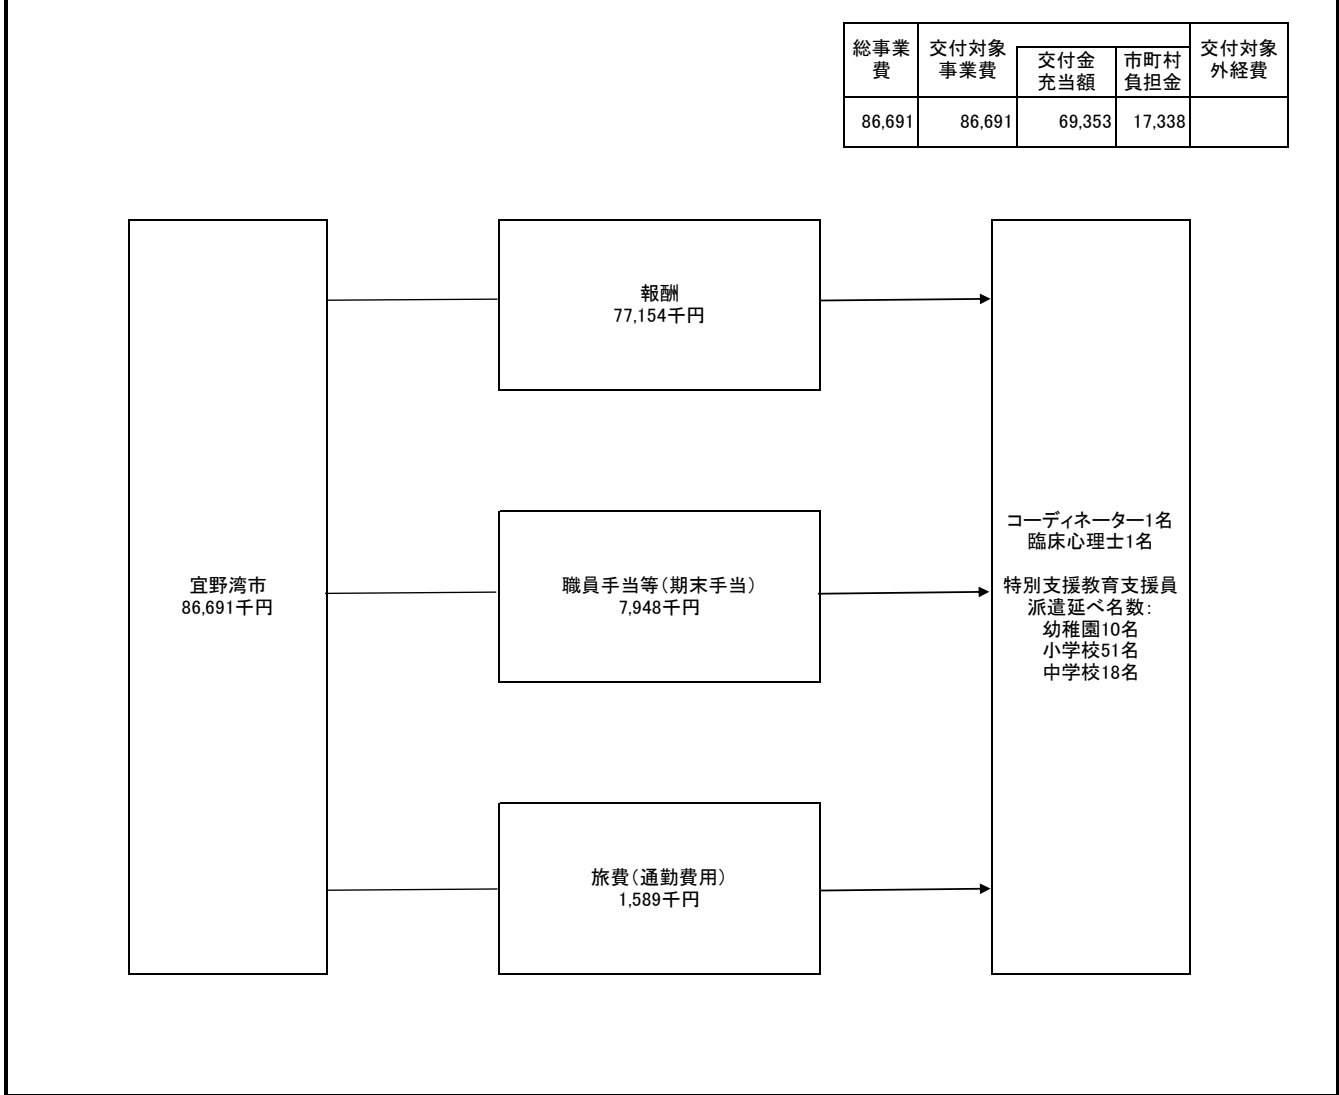 総事業
費
交付対象
事業費
交付金
充当額
市町村
負担金
交付対象
外経費
86,691
86,691
69,353
17,338
宜野湾市
86,691千円
報酬
77,154千円
職員手当等(期末手当)
7,948千円
旅費(通勤費用)
1,589千円
コーディネーター1名
臨床心理士1名
特別支援教育支援員
派遣延べ名数:
幼稚園10名
小学校51名
中学校18名